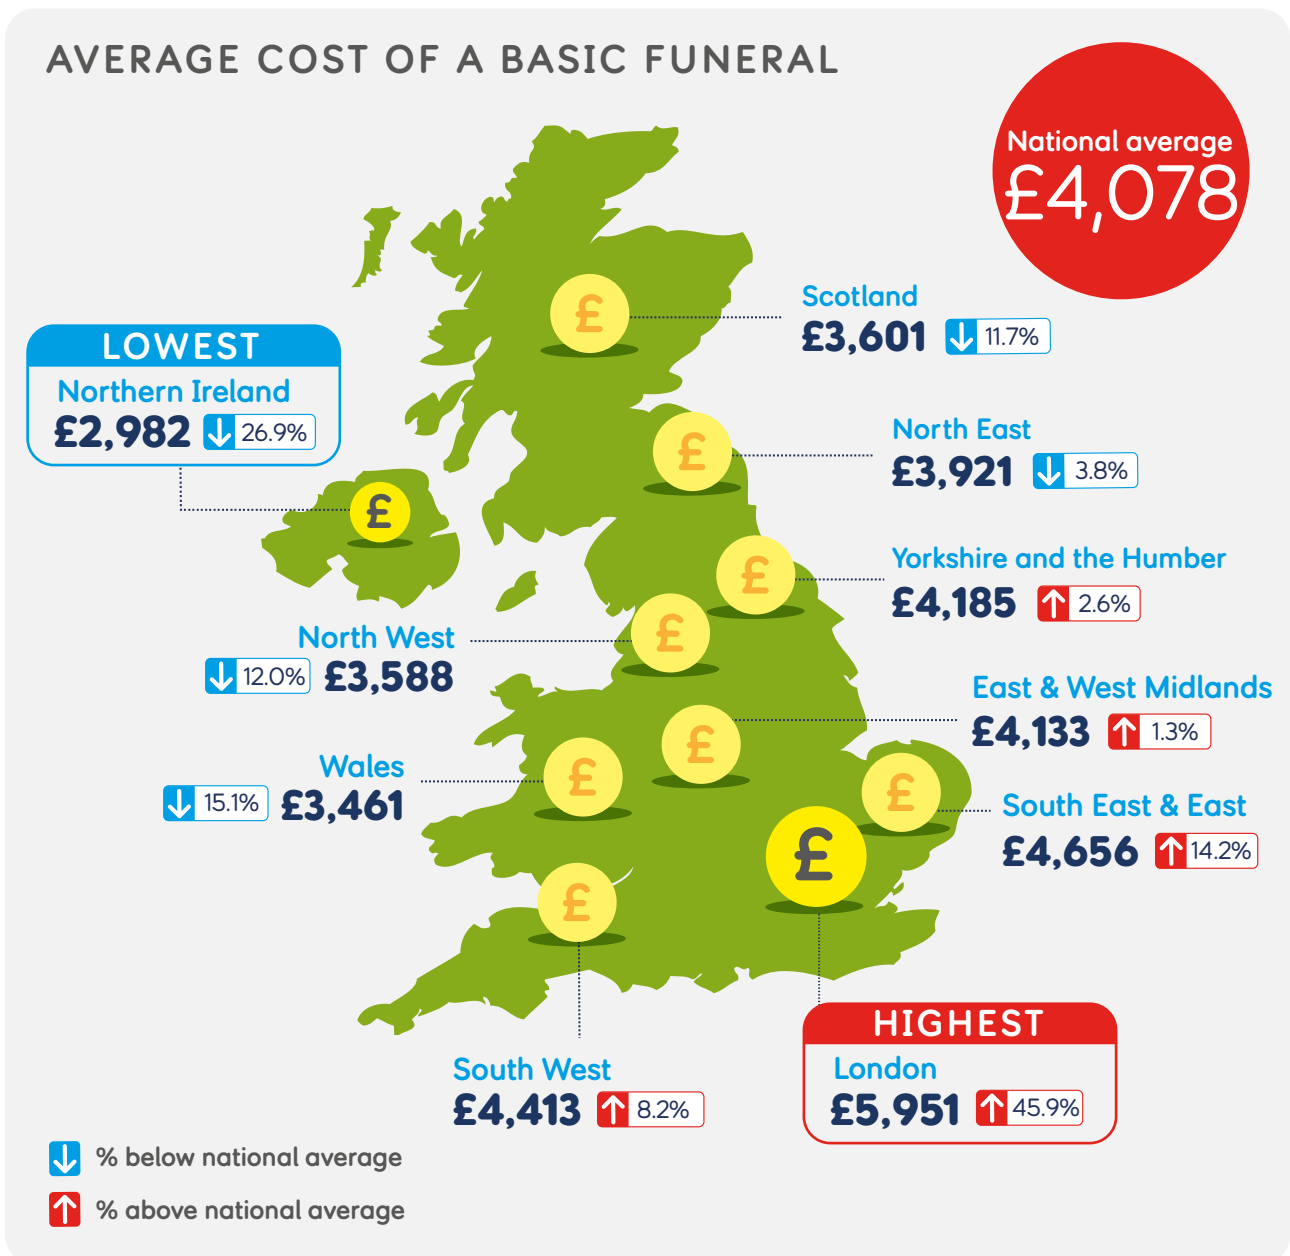 AVERAGE COST OF A BASIC FUNERAL
National average
£4,078
Scotland
£3,601 11.7%
LOWEST
Northern Ireland
£2,982 26.9%
£
£
£
£
North East
£3,921 3.8%
Yorkshire and the Humber
£4,185 2.6%
£
North West
12.0% £3,588
East & West Midlands
£4,133 1.3%
£
£
£
£
£
Wales
15.1% £3,461
South East & East
£4,656 14.2%
£
South West
£4,413 8.2%
HIGHEST
London
£5,951 45.9%
% below national average
% above national average